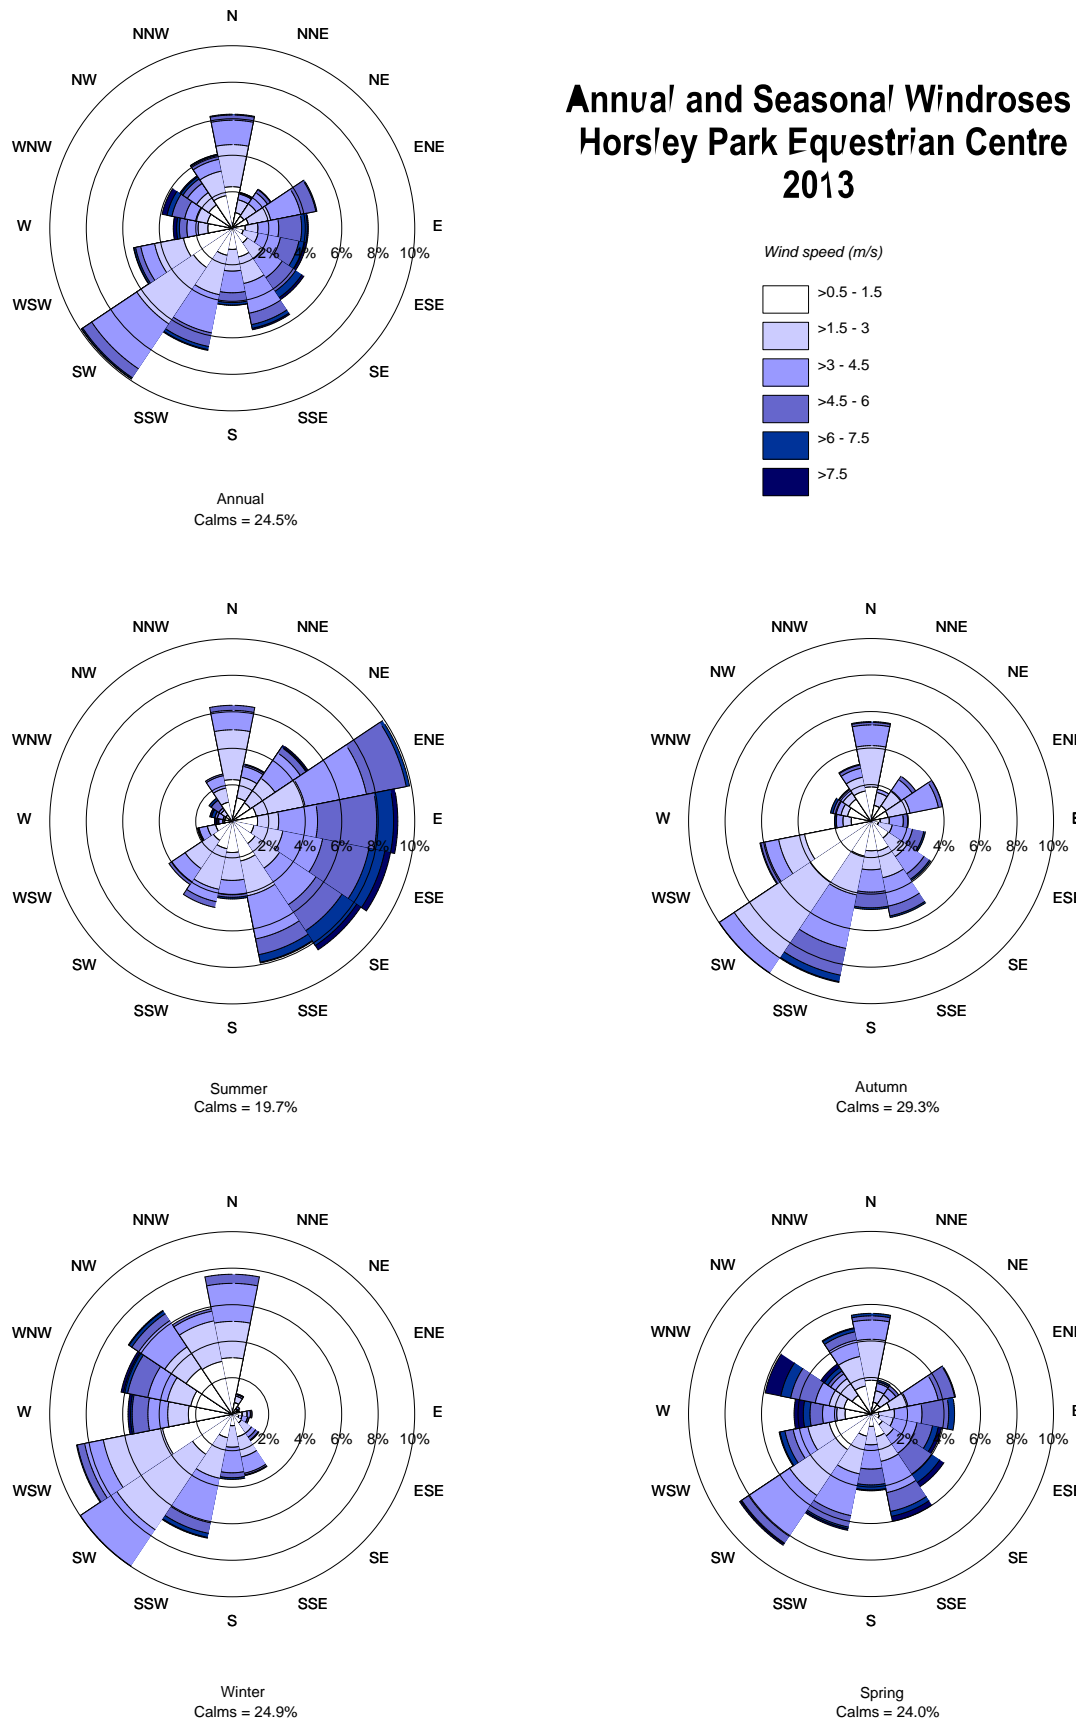 Annual and Seasonal Windroses
Horsley Park Equestrian Centre
2013
Wind speed (m/s)
>0.5 - 1.5
>1.5 - 3
>3 - 4.5
>4.5 - 6
>6 - 7.5
>7.5
N
NNW NNE
NW NE
WNW ENE
W E
2% 4% 6% 8% 10%
WSW ESE
SW SE
SSW SSE
S
Annual
Calms = 24.5%
N
NNW NNE
NW NE
WNW ENE
W E
2% 4% 6% 8% 10%
WSW ESE
SW SE
SSW SSE
S
Summer
Calms = 19.7%
N
NNW NNE
NW NE
WNW EN
W
2% 4% 6% 8% 10%
WSW ESE
SW SE
SSW SSE
S
Autumn
Calms = 29.3%
N
NNW NNE
NW NE
WNW ENE
W E
2% 4% 6% 8% 10%
WSW ESE
SW SE
SSW SSE
S
Winter
Calms = 24.9%
N
NNW NNE
NW NE
WNW EN
W
2% 4% 6% 8% 10%
WSW ESE
SW SE
SSW SSE
S
Spring
Calms = 24.0%